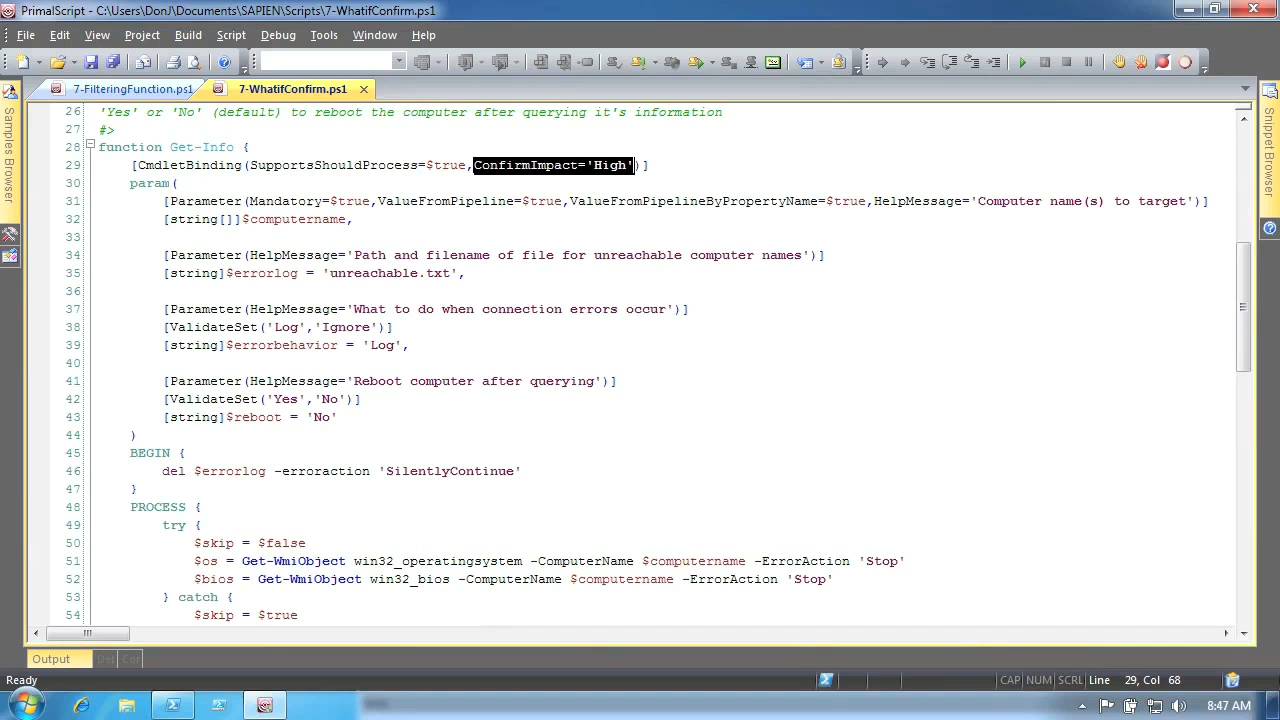 PrimalScript - C:\Users\DonJ\Documents\SAPIEN\Scripts\7-WhatifConfirm.ps1
File Edit View Project Build Script Debug Tools Window Help
7-FilteringFunction.ps1 7-WhatifConfirm.ps1
Samples Browser
Snippet Browser
26 'Yes' or 'No' (default) to reboot the computer after querying it's information
27 #>
28 function Get-Info {
29 [CmdletBinding(SupportsShouldProcess=$true,ConfirmImpact='High')]
30 param(
31 [Parameter(Mandatory=$true,ValueFromPipeline=$true,ValueFromPipelineByPropertyName=$true,HelpMessage='Computer name(s) to target')]
32 [string[]]$computername,
33
34 [Parameter(HelpMessage='Path and filename of file for unreachable computer names')]
35 [string]$errorlog = 'unreachable.txt',
36
37 [Parameter(HelpMessage='What to do when connection errors occur')]
38 [ValidateSet('Log','Ignore')]
39 [string]$errorbehavior = 'Log',
40
41 [Parameter(HelpMessage='Reboot computer after querying')]
42 [ValidateSet('Yes','No')]
43 [string]$reboot = 'No'
44 )
45 BEGIN {
46 del $errorlog -erroraction 'SilentlyContinue'
47 }
48 PROCESS {
49 try {
50 $skip = $false
51 $os = Get-WmiObject win32_operatingsystem -ComputerName $computername -ErrorAction 'Stop'
52 $bios = Get-WmiObject win32_bios -ComputerName $computername -ErrorAction 'Stop'
53 } catch {
54 $skip = $true
Output
Ready CAP NUM SCRL Line 29, Col 68
8:47 AM